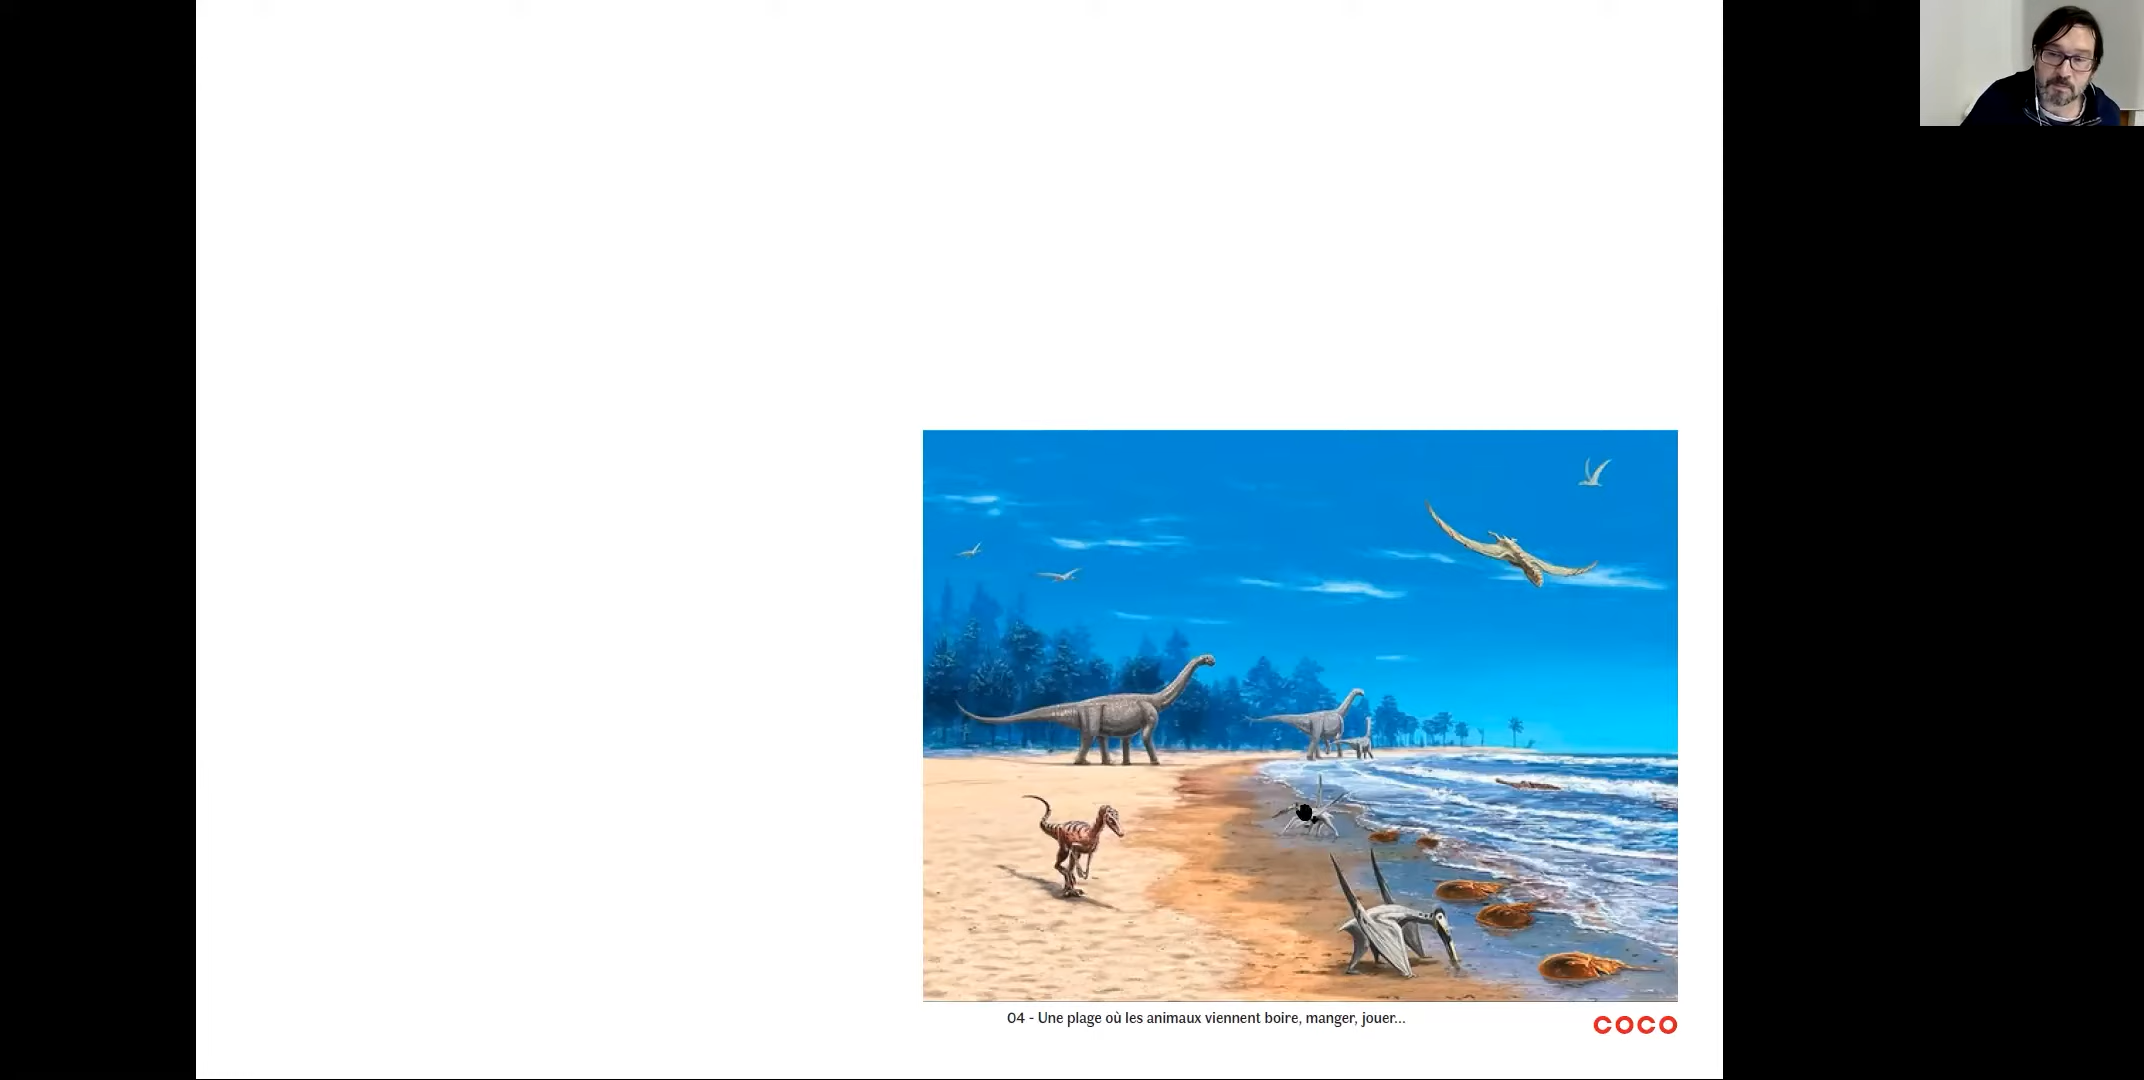 04 - Une plage où les animaux viennent boire, manger, jouer...
COCO